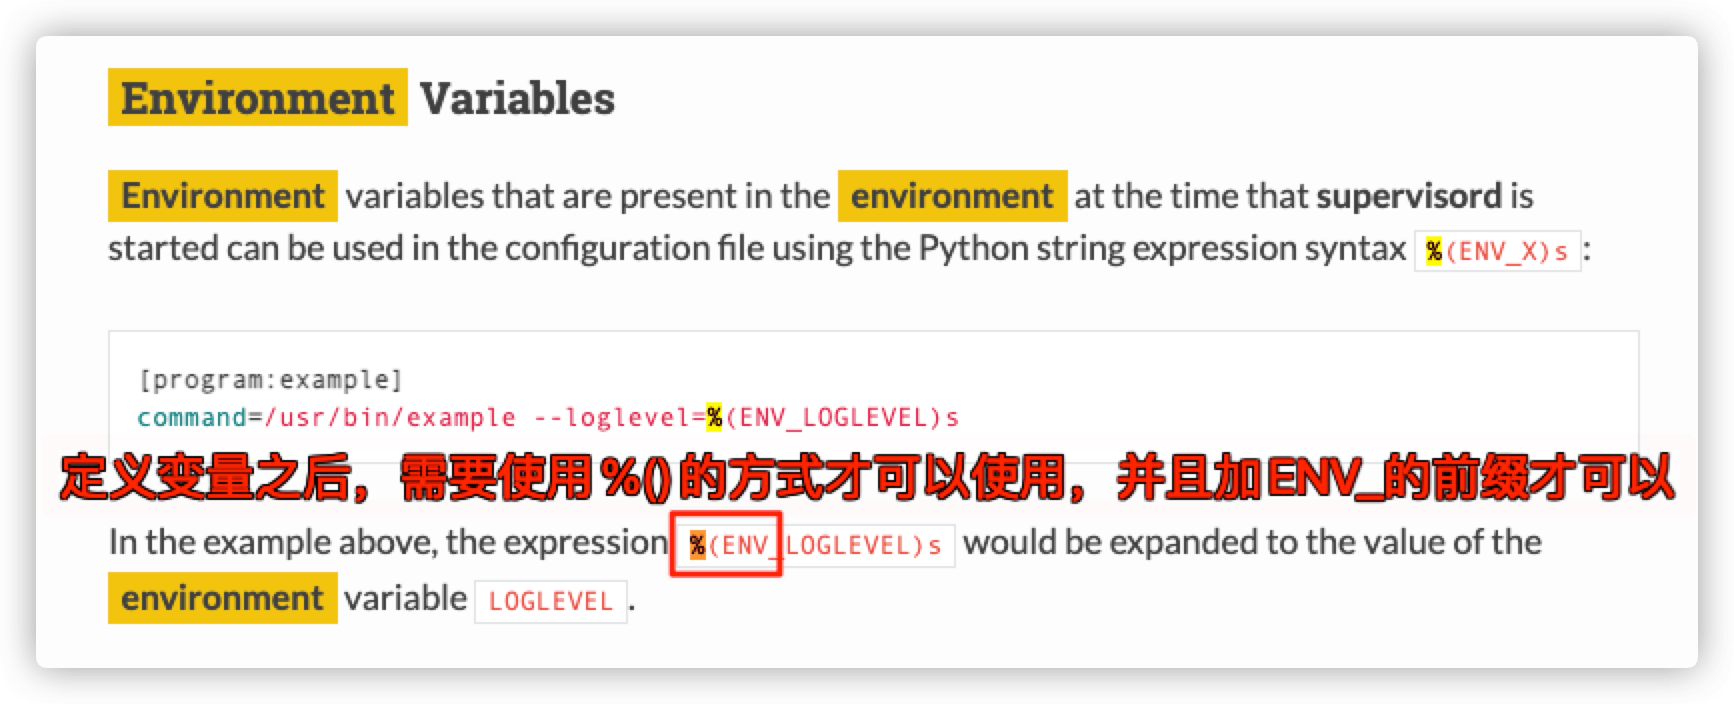 Environment Variables
Environment variables that are present in the environment at the time that supervisord is
started can be used in the configuration file using the Python string expression syntax %(ENV_X)s :
[program:example]
command=/usr/bin/example --loglevel=%(ENV_LOGLEVEL)s
定义变量之后，需要使用 %() 的方式才可以使用，并且加 ENV_的前缀才可以
In the example above, the expression %(ENV_LOGLEVEL)s would be expanded to the value of the
environment variable LOGLEVEL .